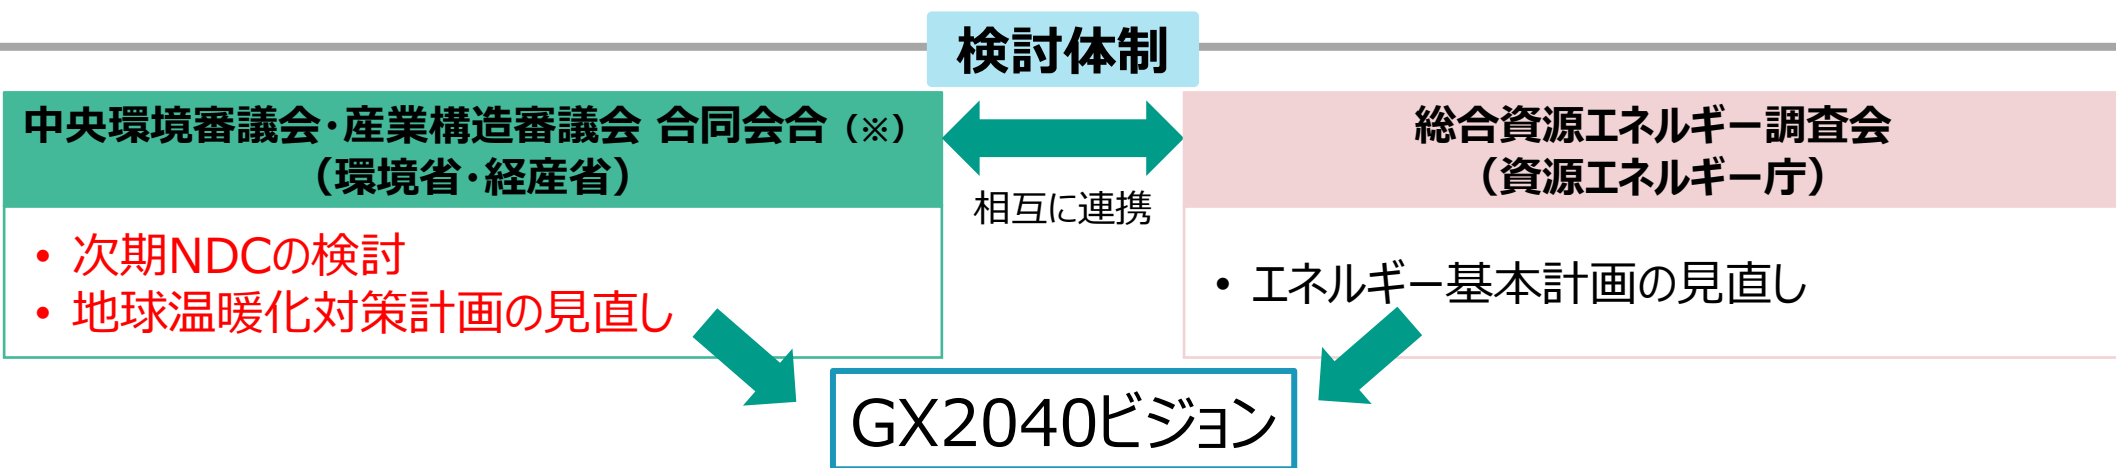 検討体制
中央環境審議会・産業構造審議会 合同会合（※）
（環境省・経産省）
• 次期NDCの検討
• 地球温暖化対策計画の見直し
相互に連携
総合資源エネルギー調査会
（資源エネルギー庁）
• エネルギー基本計画の見直し
GX2040ビジョン